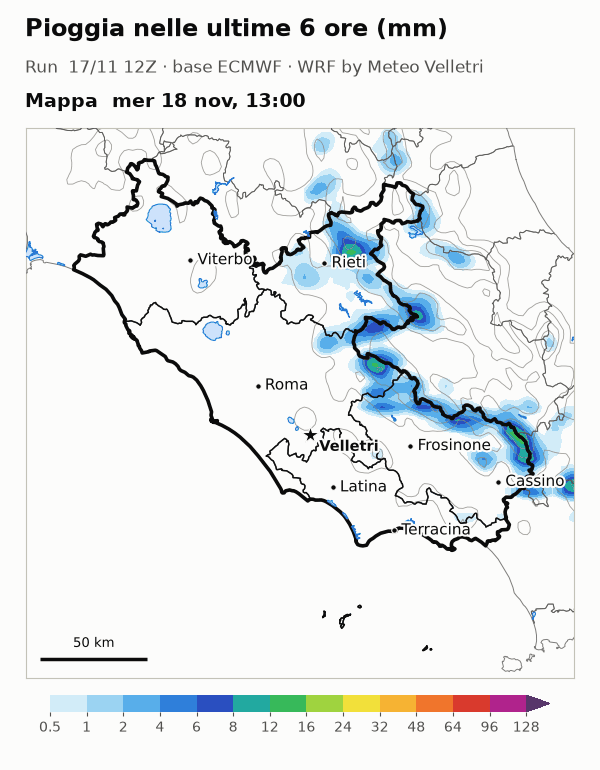 Pioggia nelle ultime 6 ore (mm)
Run 17/11 12Z · base ECMWF · WRF by Meteo Velletri
Mappa mer 18 nov, 13:00
Viterbo
Rieti
Roma
Velletri
Frosinone
Latina
Cassino
Terracina
50 km
0.5 1 2 4 6 8 12 16 24 32 48 64 96 128